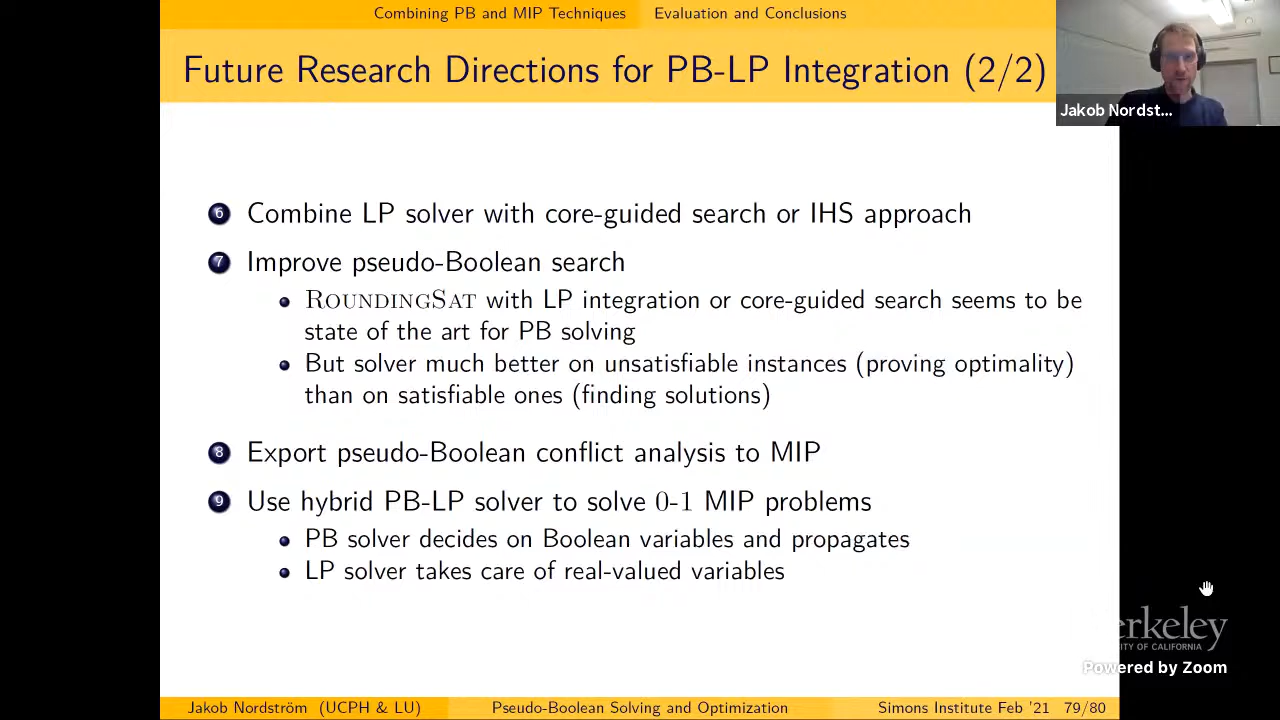 Combining PB and MIP Techniques Evaluation and Conclusions
Future Research Directions for PB-LP Integration (2/2)
Jakob Nordst...
6 Combine LP solver with core-guided search or IHS approach
7 Improve pseudo-Boolean search
ROUNDINGSAT with LP integration or core-guided search seems to be
state of the art for PB solving
But solver much better on unsatisfiable instances (proving optimality)
than on satisfiable ones (finding solutions)
8 Export pseudo-Boolean conflict analysis to MIP
9 Use hybrid PB-LP solver to solve 0-1 MIP problems
PB solver decides on Boolean variables and propagates
LP solver takes care of real-valued variables
erkeley
ITY OF CALIFORNIA
Powered by Zoom
Jakob Nordström (UCPH & LU) Pseudo-Boolean Solving and Optimization Simons Institute Feb '21 79/80